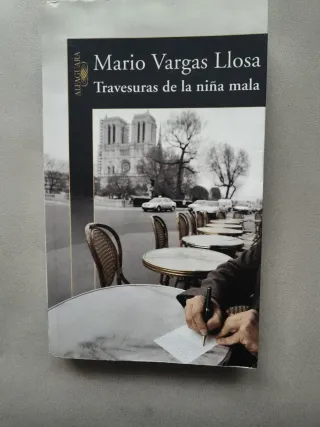 ALFAGUARA
Mario Vargas Llosa
Travesuras de la niña mala